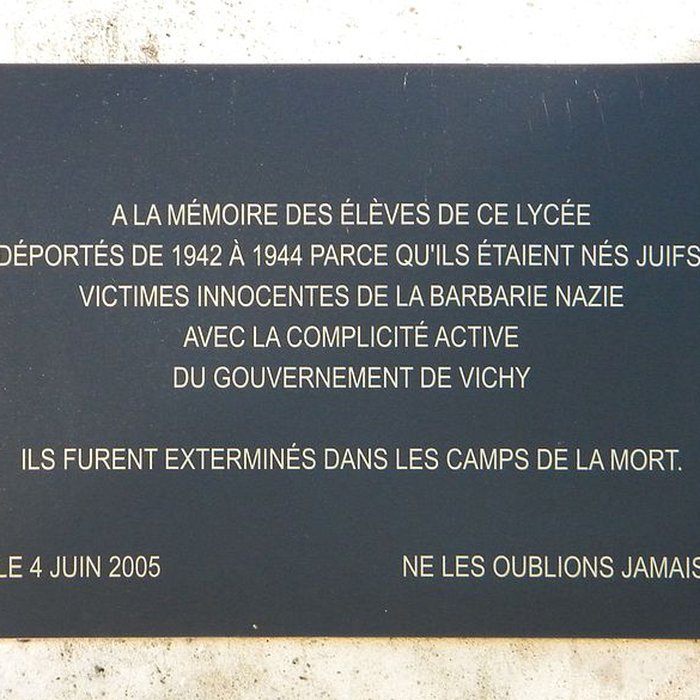 A LA MÉMOIRE DES ÉLÈVES DE CE LYCÉE
DÉPORTÉS DE 1942 À 1944 PARCE QU'ILS ÉTAIENT NÉS JUIFS
VICTIMES INNOCENTES DE LA BARBARIE NAZIE
AVEC LA COMPLICITÉ ACTIVE
DU GOUVERNEMENT DE VICHY
ILS FURENT EXTERMINÉS DANS LES CAMPS DE LA MORT.
LE 4 JUIN 2005 NE LES OUBLIONS JAMAIS